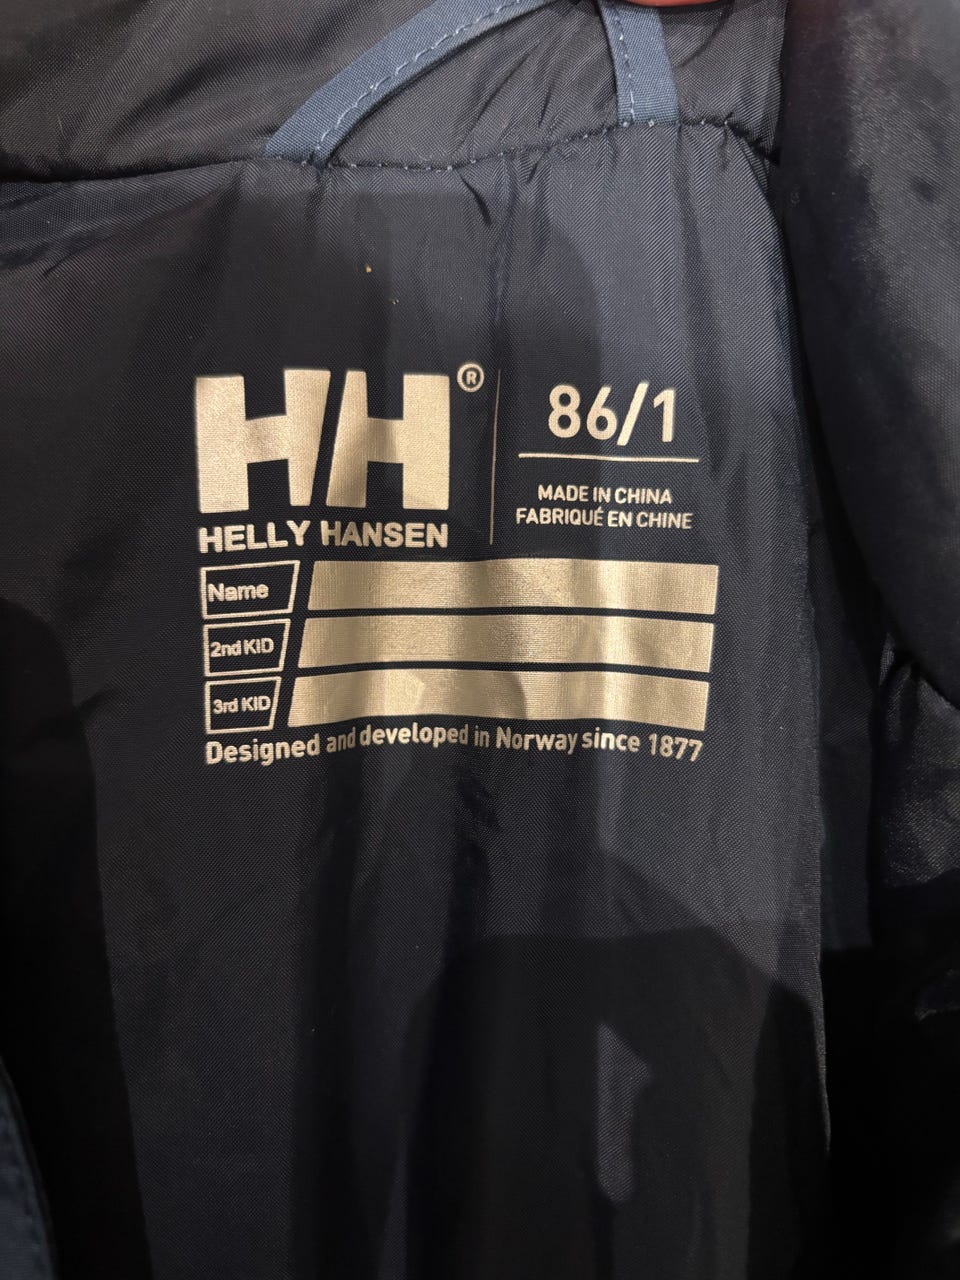 HH®
HELLY HANSEN
86/1
MADE IN CHINA
FABRIQUÉ EN CHINE
Name
2nd KID
3rd KID
Designed and developed in Norway since 1877